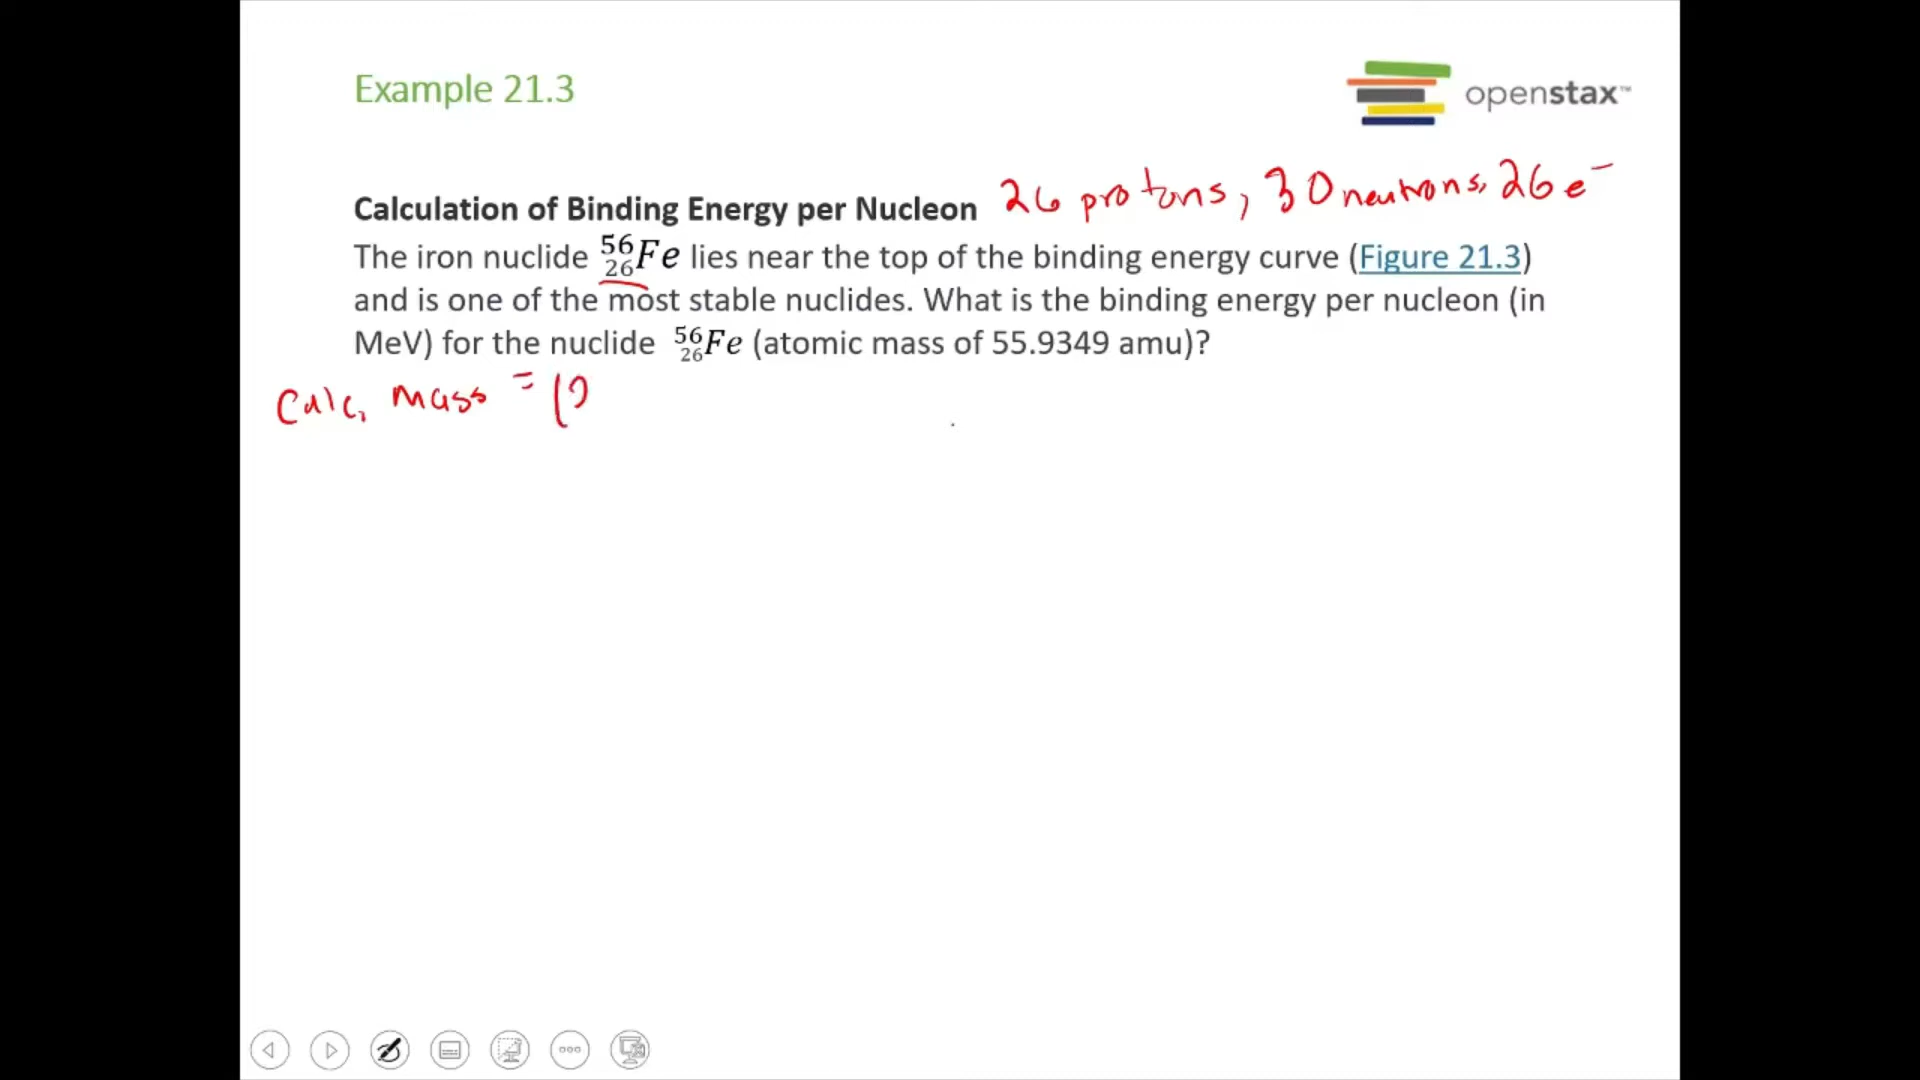 Example 21.3
openstax™
Calculation of Binding Energy per Nucleon 26 protons, 30 neutrons, 26 e⁻
The iron nuclide ⁵⁶₂₆Fe lies near the top of the binding energy curve (Figure 21.3)
and is one of the most stable nuclides. What is the binding energy per nucleon (in
MeV) for the nuclide ⁵⁶₂₆Fe (atomic mass of 55.9349 amu)?
Calc. mass = (